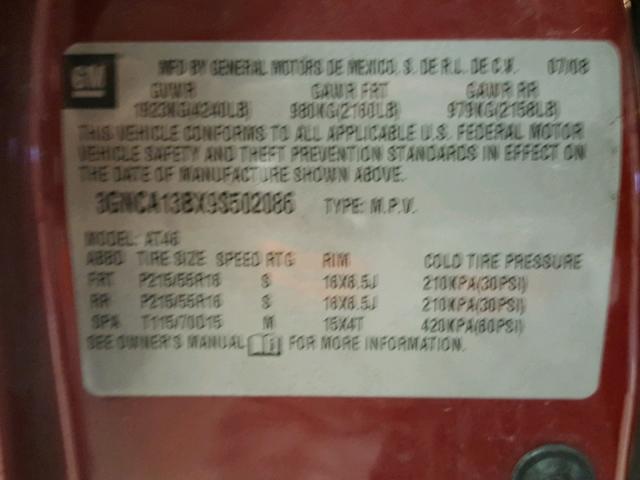 GM
MFD BY GENERAL MOTORS DE MEXICO, S. DE R.L. DE C.V. 07/08
GVWR GAWR FRT GAWR RR
1923KG(4240LB) 980KG(2160LB) 979KG(2158LB)
THIS VEHICLE CONFORMS TO ALL APPLICABLE U.S. FEDERAL MOTOR
VEHICLE SAFETY AND THEFT PREVENTION STANDARDS IN EFFECT ON
THE DATE OF MANUFACTURE SHOWN ABOVE.
3GNCA13BX9S502086 TYPE: M.P.V.
MODEL: AT46
TIRE SIZE SPEED RTG RIM COLD TIRE PRESSURE
FRT P215/55R16 S 16X6.5J 210KPA(30PSI)
RR P215/55R16 S 16X6.5J 210KPA(30PSI)
SPA T115/70D15 M 15X4T 420KPA(60PSI)
SEE OWNER'S MANUAL FOR MORE INFORMATION.